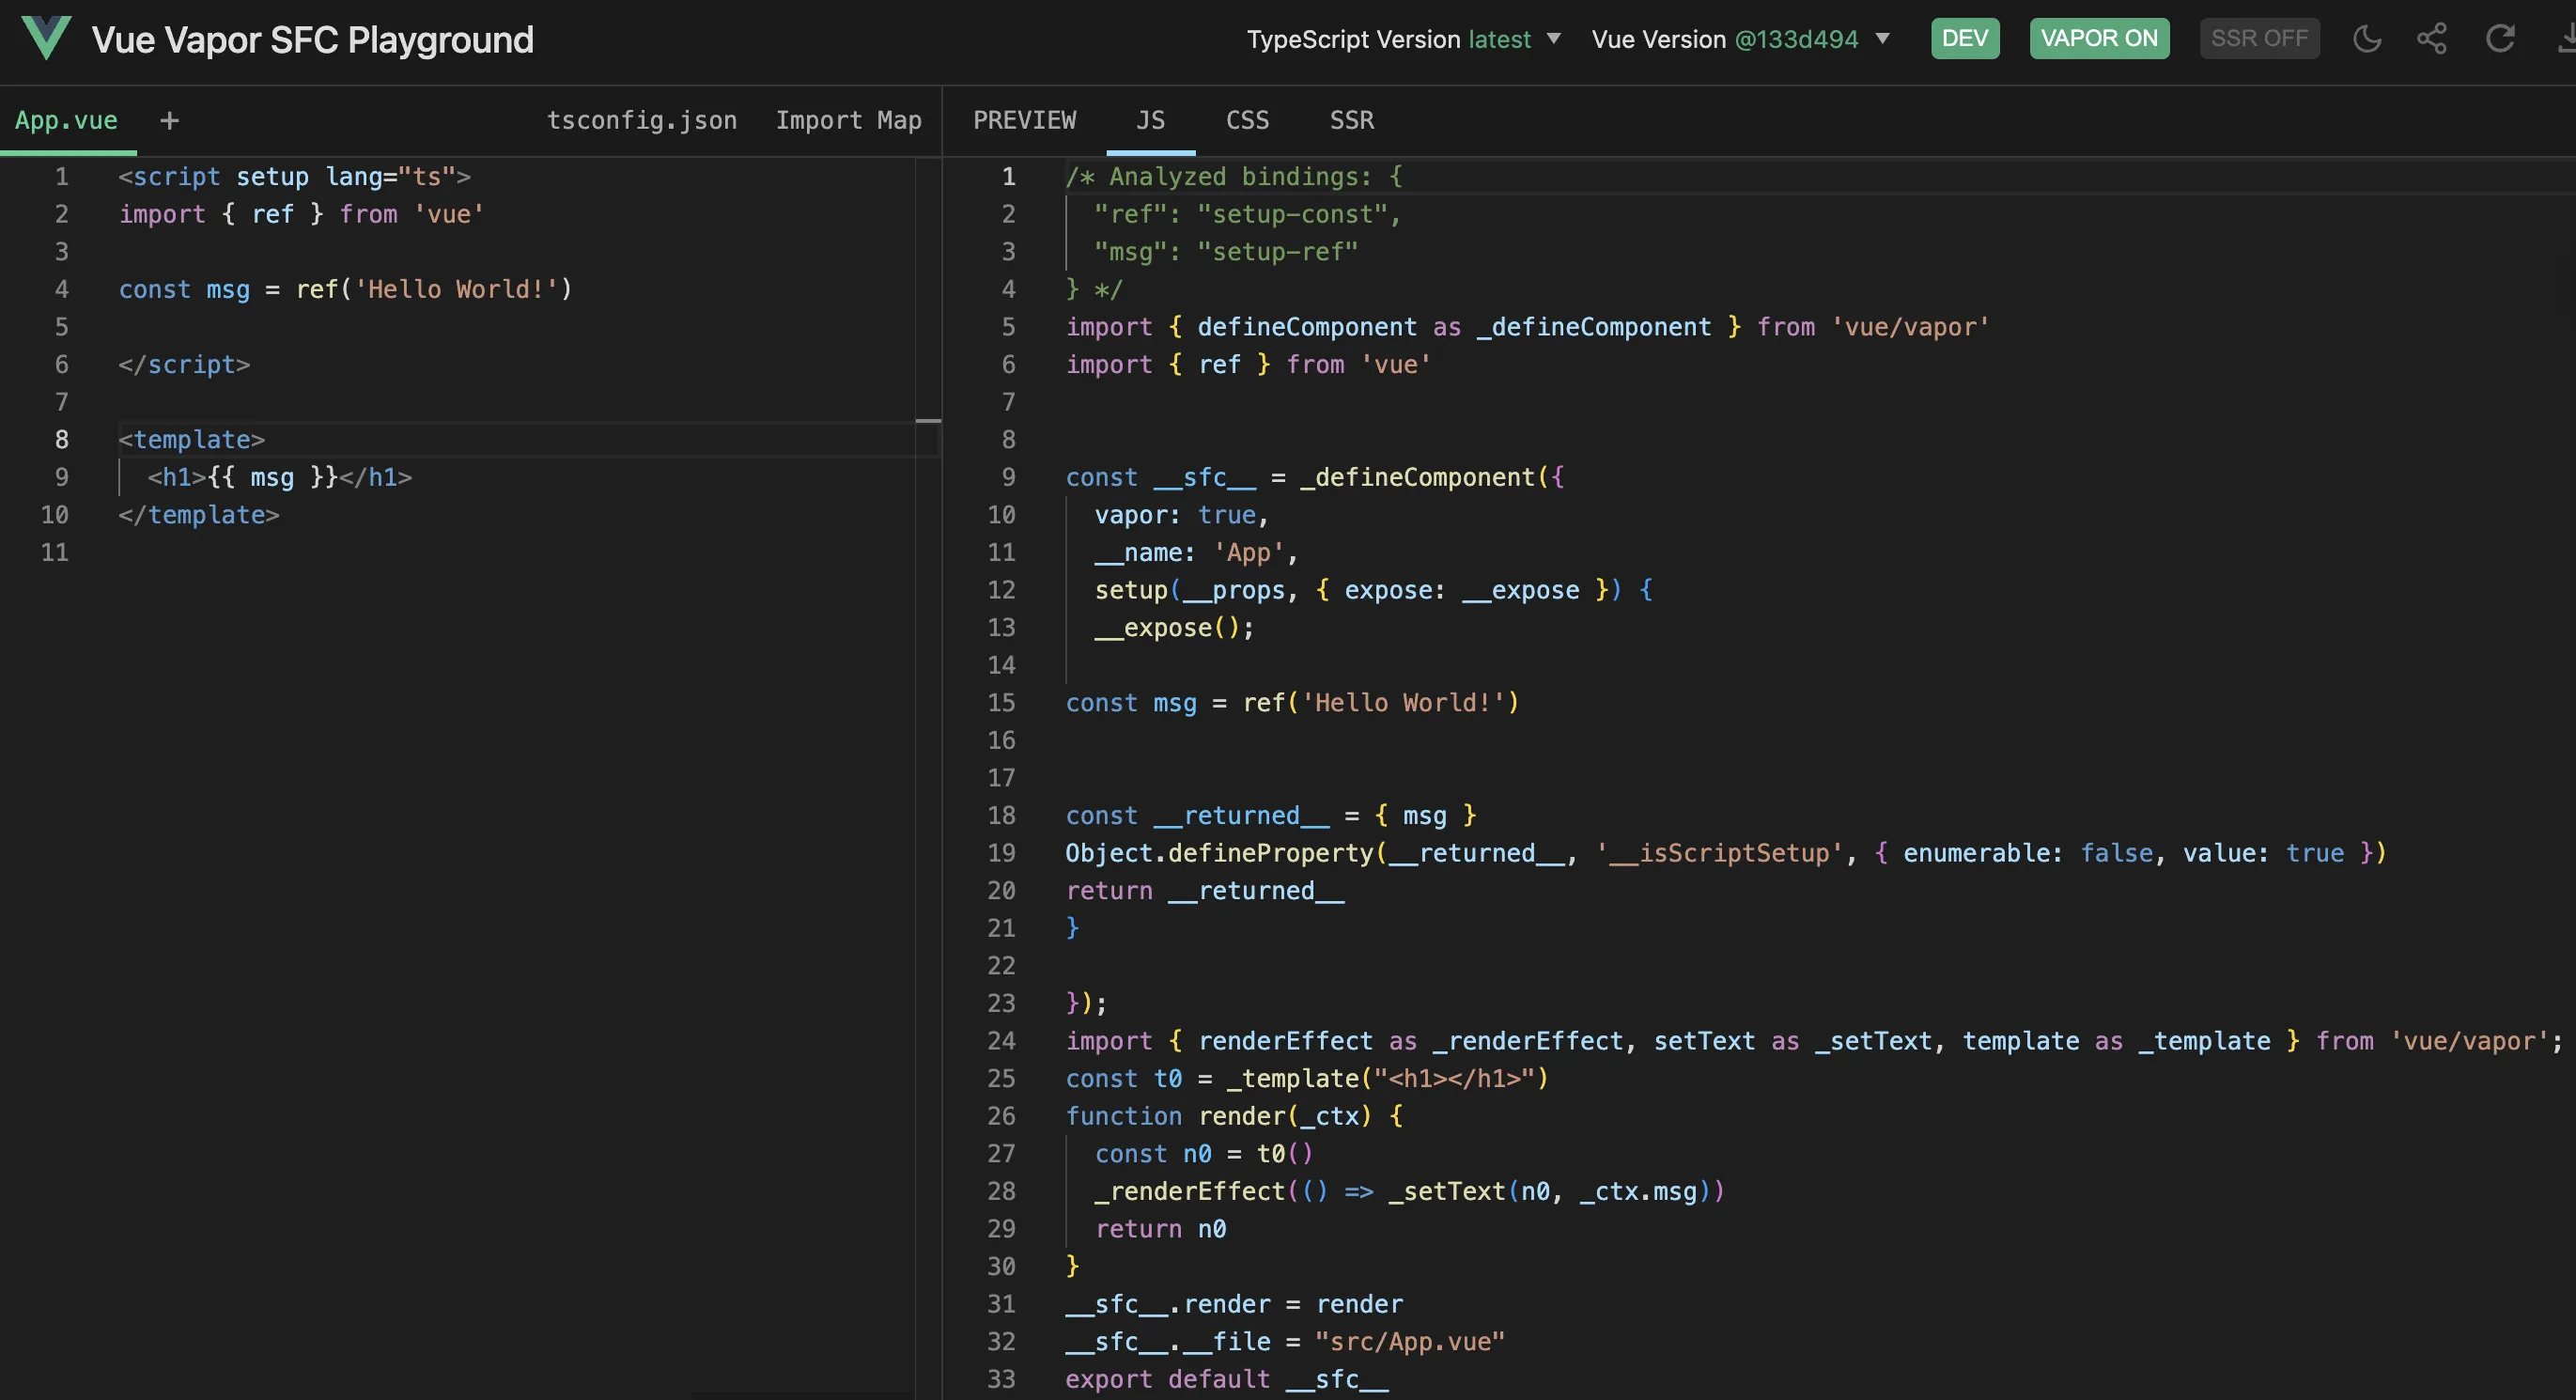 Vue Vapor SFC Playground
TypeScript Version latest
Vue Version @133d494
DEV
VAPOR ON
SSR OFF
App.vue
+
tsconfig.json
Import Map
1 <script setup lang="ts">
2 import { ref } from 'vue'
3
4 const msg = ref('Hello World!')
5
6 </script>
7
8 <template>
9   <h1>{{ msg }}</h1>
10 </template>
11
PREVIEW
JS
CSS
SSR
1 /* Analyzed bindings: {
2   "ref": "setup-const",
3   "msg": "setup-ref"
4 } */
5 import { defineComponent as _defineComponent } from 'vue/vapor'
6 import { ref } from 'vue'
7
8
9 const __sfc__ = _defineComponent({
10   vapor: true,
11   __name: 'App',
12   setup(__props, { expose: __expose }) {
13   __expose();
14
15 const msg = ref('Hello World!')
16
17
18 const __returned__ = { msg }
19 Object.defineProperty(__returned__, '__isScriptSetup', { enumerable: false, value: true })
20 return __returned__
21 }
22
23 });
24 import { renderEffect as _renderEffect, setText as _setText, template as _template } from 'vue/vapor';
25 const t0 = _template("<h1></h1>")
26 function render(_ctx) {
27   const n0 = t0()
28   _renderEffect(() => _setText(n0, _ctx.msg))
29   return n0
30 }
31 __sfc__.render = render
32 __sfc__.__file = "src/App.vue"
33 export default __sfc__